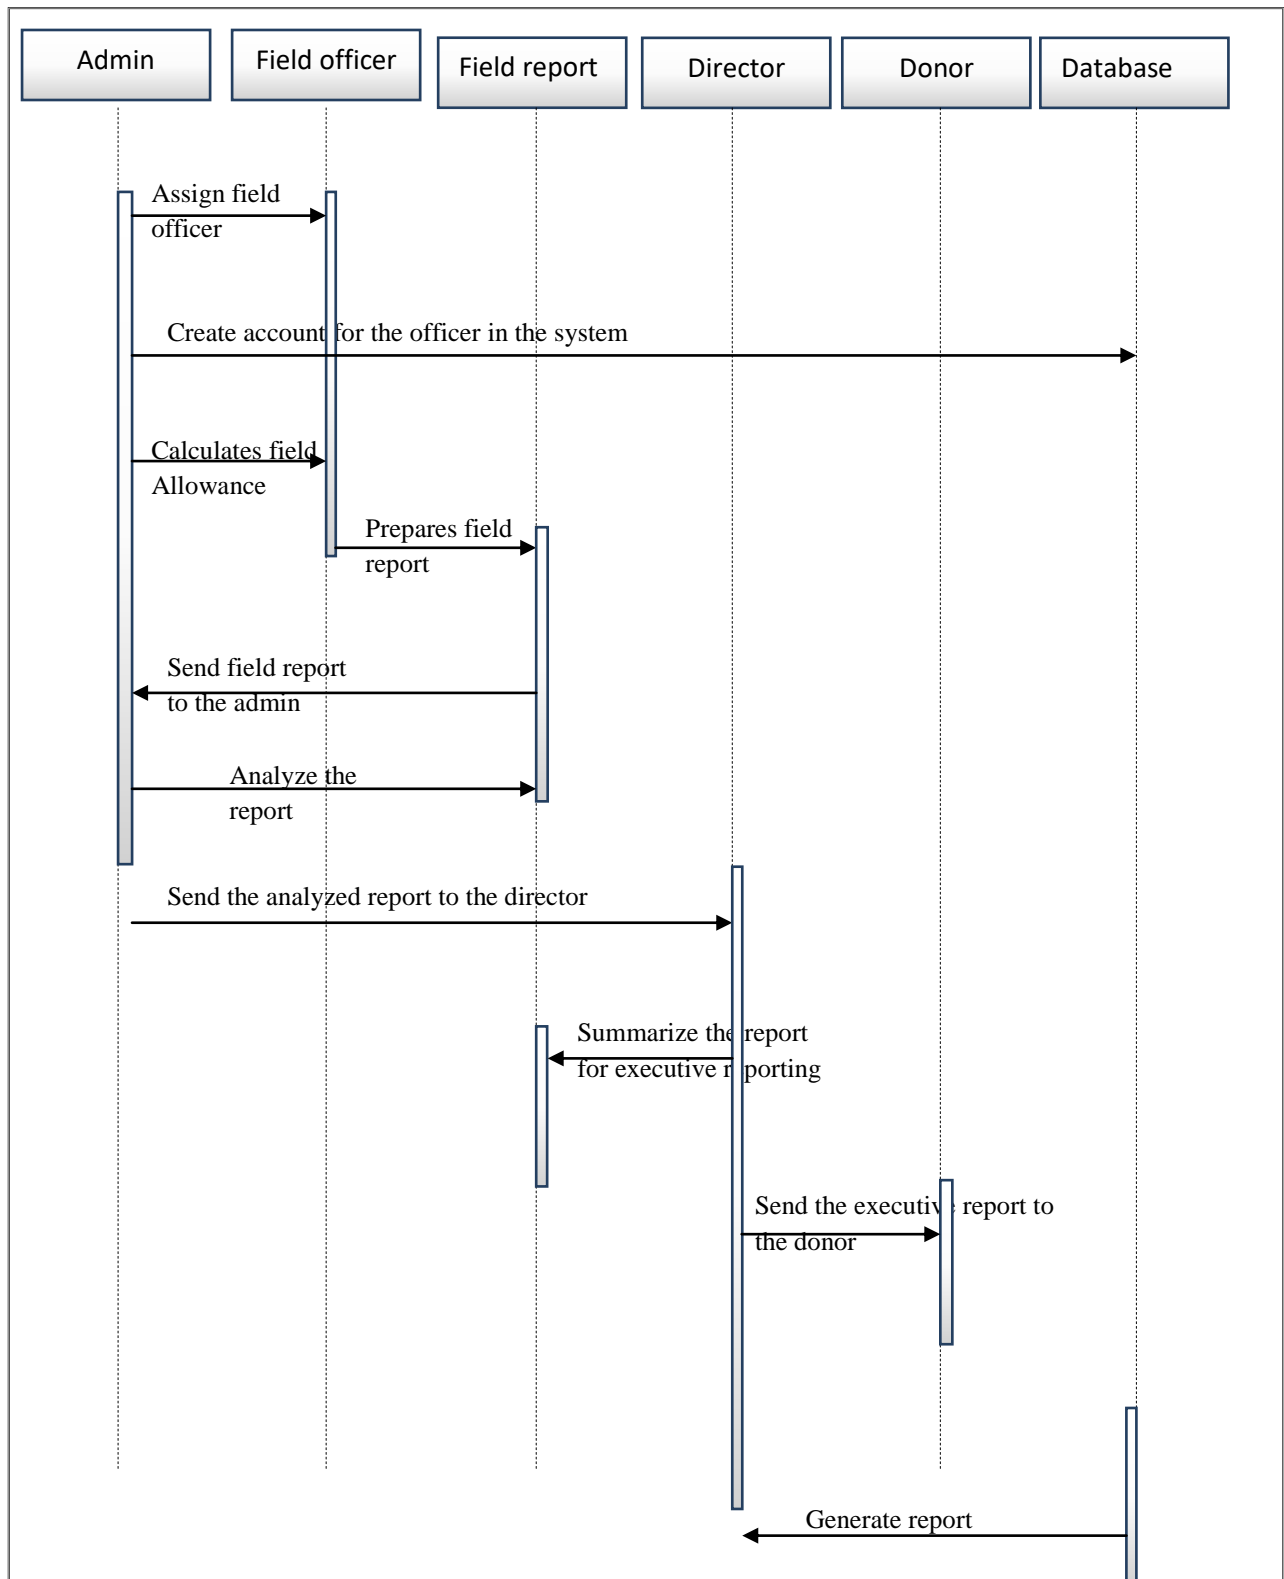 Admin
Field officer
Field report
Director
Donor
Database
Assign field
officer
Create account for the officer in the system
Calculates field
Allowance
Prepares field
report
Send field report
to the admin
Analyze the
report
Send the analyzed report to the director
Summarize the report
for executive reporting
Send the executive report to
the donor
Generate report